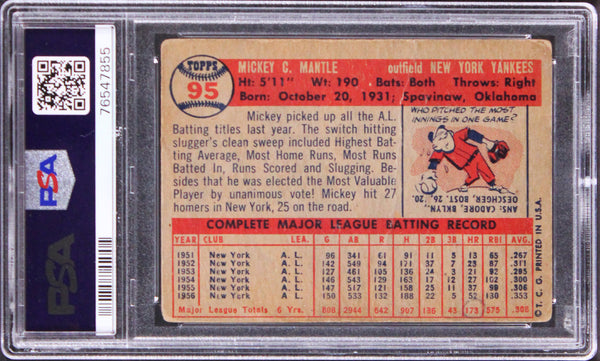 76547855
PSA
PSA
TOPPS
95
MICKEY C. MANTLE outfield NEW YORK YANKEES
Ht: 5'11" Wt: 190 Bats: Both Throws: Right
Born: October 20, 1931; Spavinaw, Oklahoma
Mickey picked up all the A.L.
Batting titles last year. The switch hitting
slugger's clean sweep included Highest Bat-
ting Average, Most Home Runs, Most Runs
Batted In, Runs Scored and Slugging. Besides
he was elected the Most Valuable
Player by unanimous vote! Mickey hit 27
homers in New York, 25 on the road.
WHO PITCHED THE MOST
INNINGS IN ONE GAME?
ANS: CADORE, BKLYN.,
OESCHGER, BOST. 26, '20.
COMPLETE MAJOR LEAGUE BATTING RECORD
YEAR CLUB LEA. G AB R H 2B 3B HR RBI AVG.
1951 New York A. L. 96 341 61 91 11 5 13 65 .267
1952 New York A. L. 142 549 94 171 37 7 23 87 .311
1953 New York A. L. 127 461 105 136 24 3 21 92 .295
1954 New York A. L. 146 543 129 163 17 12 27 102 .300
1955 New York A. L. 147 517 121 158 25 11 37 99 .306
1956 New York A. L. 150 533 132 188 22 5 52 130 .353
Major League Totals 6 Yrs. 808 2944 642 907 173 575 .308
© T. C. G. PRINTED IN U.S.A.